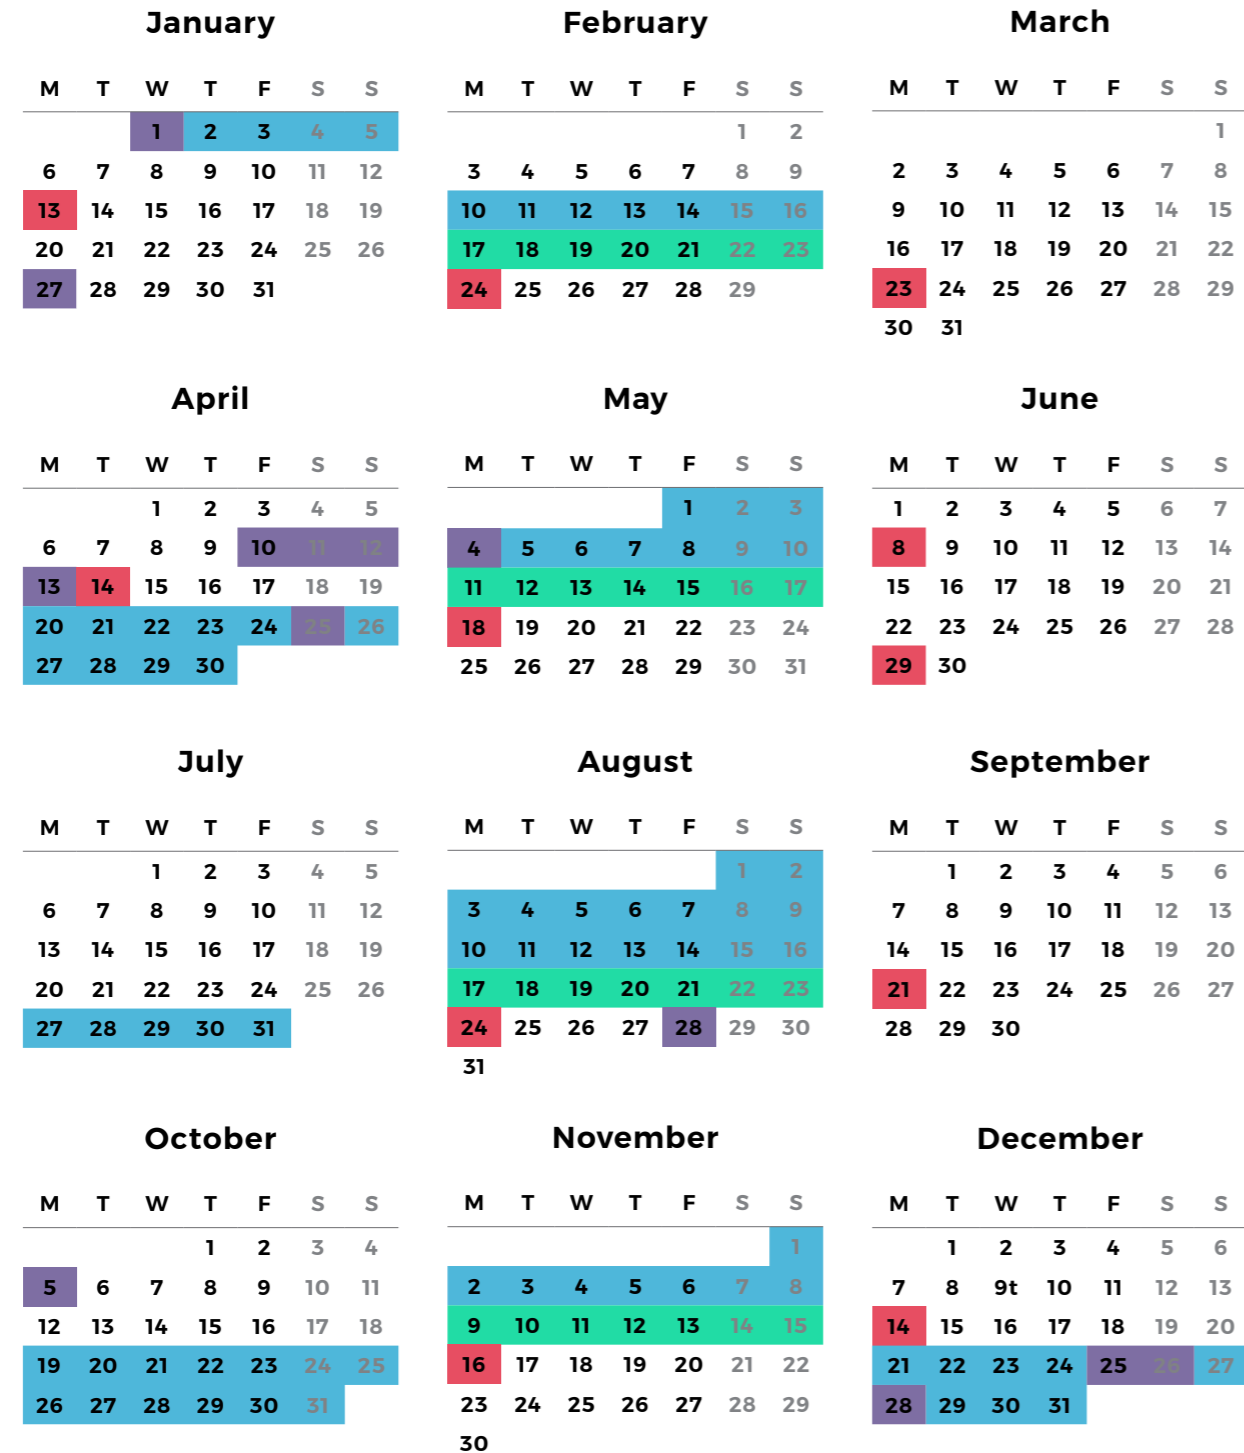 January
M T W T F S S
1 2 3 4 5
6 7 8 9 10 11 12
13 14 15 16 17 18 19
20 21 22 23 24 25 26
27 28 29 30 31
February
M T W T F S S
1 2
3 4 5 6 7 8 9
10 11 12 13 14 15 16
17 18 19 20 21 22 23
24 25 26 27 28 29
March
M T W T F S S
1
2 3 4 5 6 7 8
9 10 11 12 13 14 15
16 17 18 19 20 21 22
23 24 25 26 27 28 29
30 31
April
M T W T F S S
1 2 3 4 5
6 7 8 9 10 11 12
13 14 15 16 17 18 19
20 21 22 23 24 25 26
27 28 29 30
May
M T W T F S S
1 2 3
4 5 6 7 8 9 10
11 12 13 14 15 16 17
18 19 20 21 22 23 24
25 26 27 28 29 30 31
June
M T W T F S S
1 2 3 4 5 6 7
8 9 10 11 12 13 14
15 16 17 18 19 20 21
22 23 24 25 26 27 28
29 30
July
M T W T F S S
1 2 3 4 5
6 7 8 9 10 11 12
13 14 15 16 17 18 19
20 21 22 23 24 25 26
27 28 29 30 31
August
M T W T F S S
1 2
3 4 5 6 7 8 9
10 11 12 13 14 15 16
17 18 19 20 21 22 23
24 25 26 27 28 29 30
31
September
M T W T F S S
1 2 3 4 5 6
7 8 9 10 11 12 13
14 15 16 17 18 19 20
21 22 23 24 25 26 27
28 29 30
October
M T W T F S S
1 2 3 4
5 6 7 8 9 10 11
12 13 14 15 16 17 18
19 20 21 22 23 24 25
26 27 28 29 30 31
November
M T W T F S S
1
2 3 4 5 6 7 8
9 10 11 12 13 14 15
16 17 18 19 20 21 22
23 24 25 26 27 28 29
30
December
M T W T F S S
1 2 3 4 5 6
7 8 9t 10 11 12 13
14 15 16 17 18 19 20
21 22 23 24 25 26 27
28 29 30 31